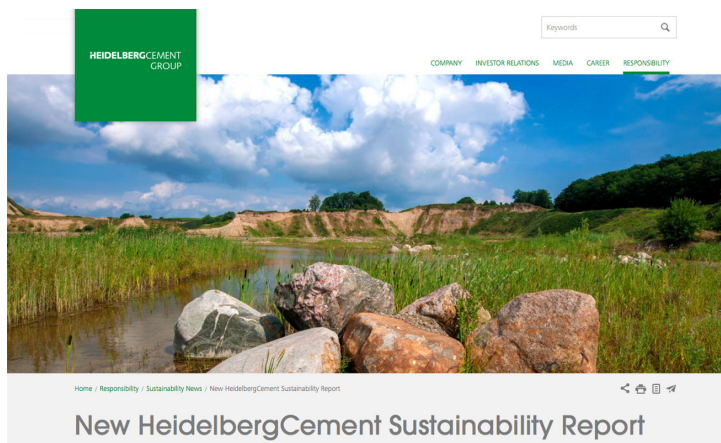 Keywords
HEIDELBERGCEMENT
GROUP
COMPANY INVESTOR RELATIONS MEDIA CAREER RESPONSIBILITY
Home / Responsibility / Sustainability News / New HeidelbergCement Sustainability Report
New HeidelbergCement Sustainability Report